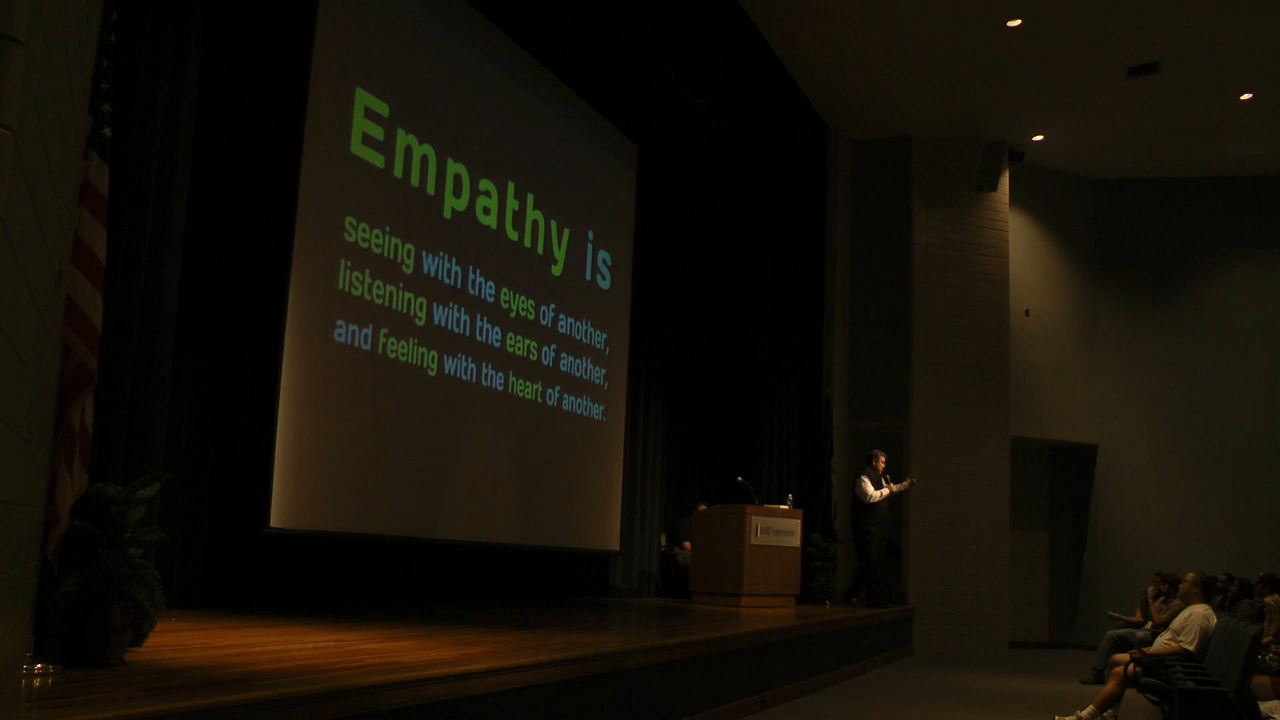 Empathy is
seeing with the eyes of another,
listening with the ears of another,
and feeling with the heart of another.